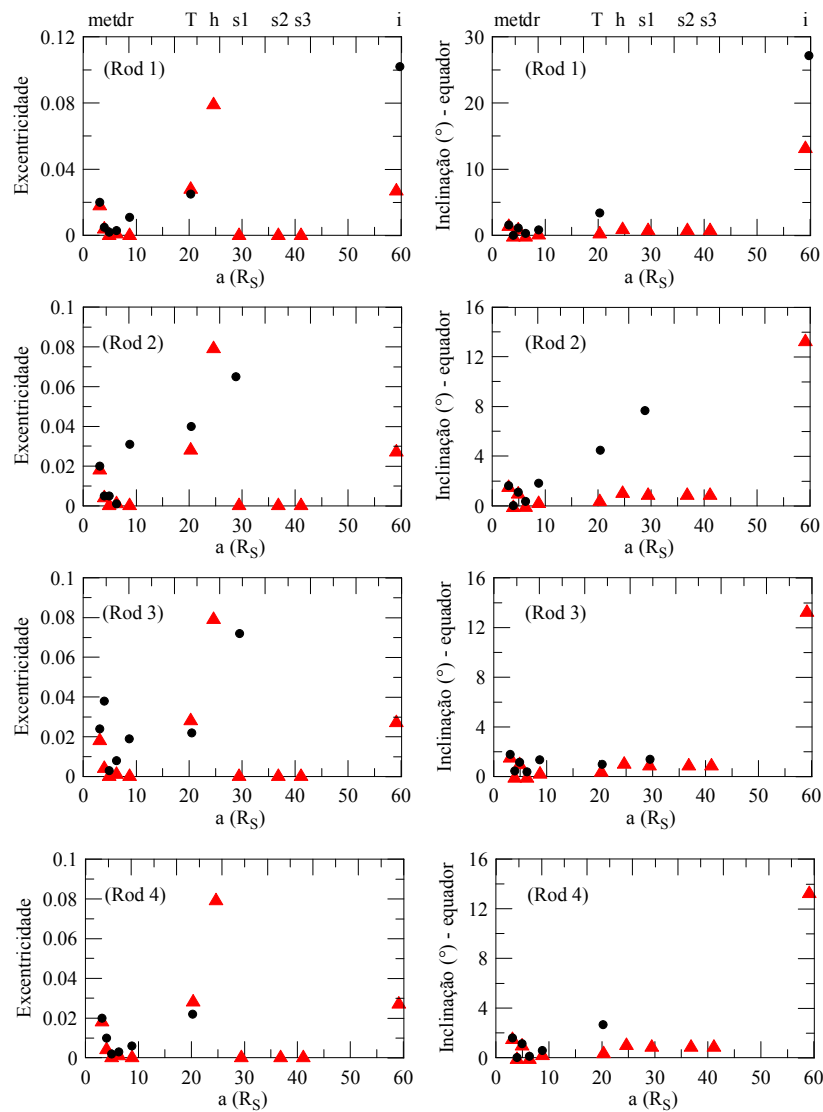 metdr T h s1 s2 s3 i
metdr T h s1 s2 s3 i
0.12
0.08
0.04
0
Excentricidade
(Rod 1)
0 10 20 30 40 50 60
a (R_S)
30
20
10
0
Inclinação (°) - equador
(Rod 1)
0 10 20 30 40 50 60
a (R_S)
0.1
0.08
0.06
0.04
0.02
0
Excentricidade
(Rod 2)
0 10 20 30 40 50 60
a (R_S)
16
12
8
4
0
Inclinação (°) - equador
(Rod 2)
0 10 20 30 40 50 60
a (R_S)
0.1
0.08
0.06
0.04
0.02
0
Excentricidade
(Rod 3)
0 10 20 30 40 50 60
a (R_S)
16
12
8
4
0
Inclinação (°) - equador
(Rod 3)
0 10 20 30 40 50 60
a (R_S)
0.1
0.08
0.06
0.04
0.02
0
Excentricidade
(Rod 4)
0 10 20 30 40 50 60
a (R_S)
16
12
8
4
0
Inclinação (°) - equador
(Rod 4)
0 10 20 30 40 50 60
a (R_S)